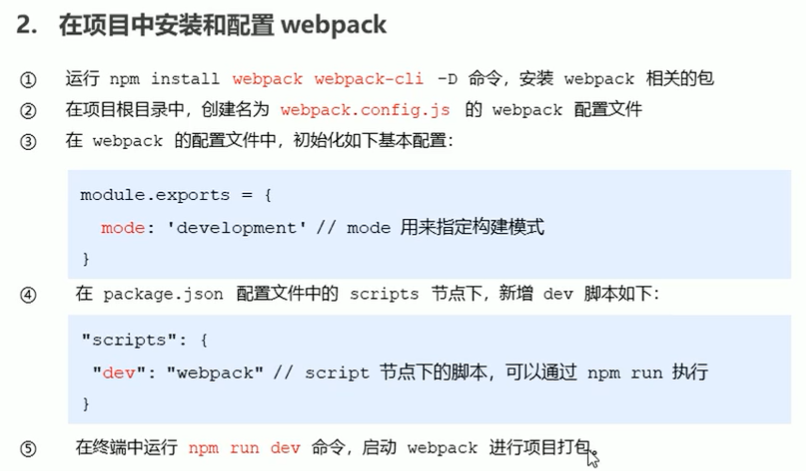 2. 在项目中安装和配置 webpack
① 运行 npm install webpack webpack-cli -D 命令，安装 webpack 相关的包
② 在项目根目录中，创建名为 webpack.config.js 的 webpack 配置文件
③ 在 webpack 的配置文件中，初始化如下基本配置：
module.exports = {
mode: 'development' // mode 用来指定构建模式
}
④ 在 package.json 配置文件中的 scripts 节点下，新增 dev 脚本如下：
"scripts": {
"dev": "webpack" // script 节点下的脚本，可以通过 npm run 执行
}
⑤ 在终端中运行 npm run dev 命令，启动 webpack 进行项目打包。